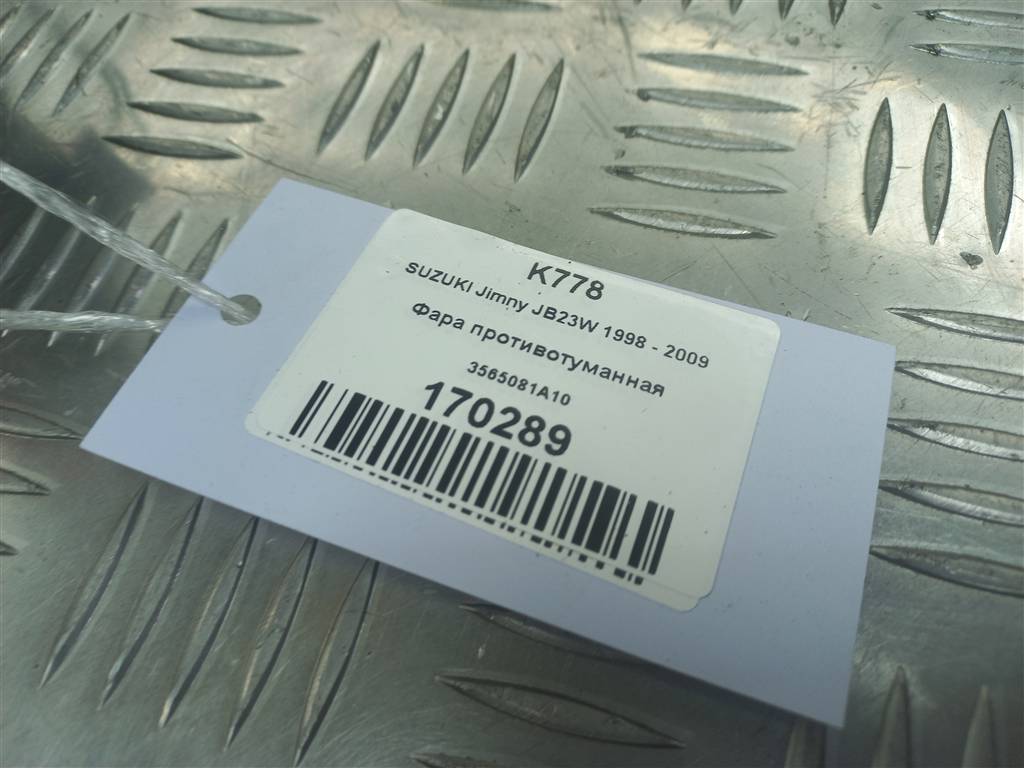 K778
SUZUKI Jimny JB23W 1998 - 2009
Фара противотуманная
3565081A10
170289